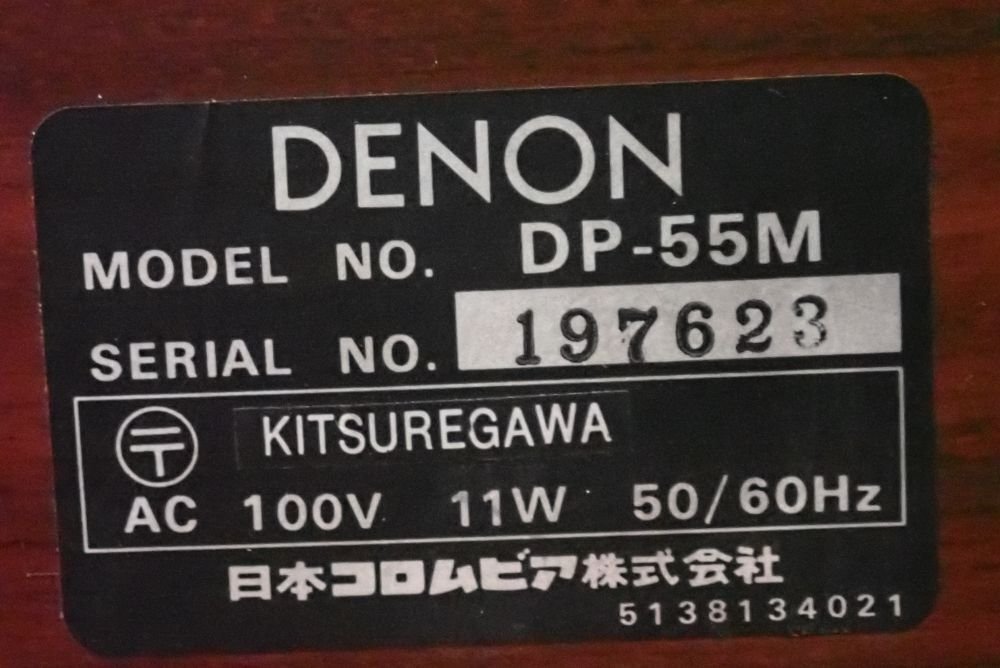 DENON
MODEL NO. DP-55M
SERIAL NO. 197623
〒 KITSUREGAWA
AC 100V 11W 50/60Hz
日本コロムビア株式会社
5138134021